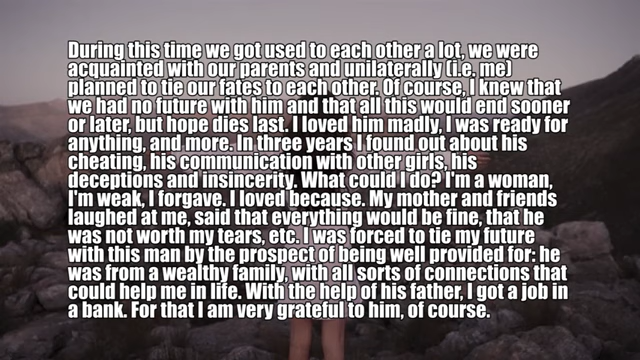 During this time we got used to each other a lot, we were
acquainted with our parents and unilaterally (i.e. me)
planned to tie our fates to each other. Of course, I knew that
we had no future with him and that all this would end sooner
or later, but hope dies last. I loved him madly, I was ready for
anything, and more. In three years I found out about his
cheating, his communication with other girls, his
deceptions and insincerity. What could I do? I'm a woman,
I'm weak, I forgave. I loved because. My mother and friends
laughed at me, said that everything would be fine, that he
was not worth my tears, etc. I was forced to tie my future
with this man by the prospect of being well provided for: he
was from a wealthy family, with all sorts of connections that
could help me in life. With the help of his father, I got a job in
a bank. For that I am very grateful to him, of course.